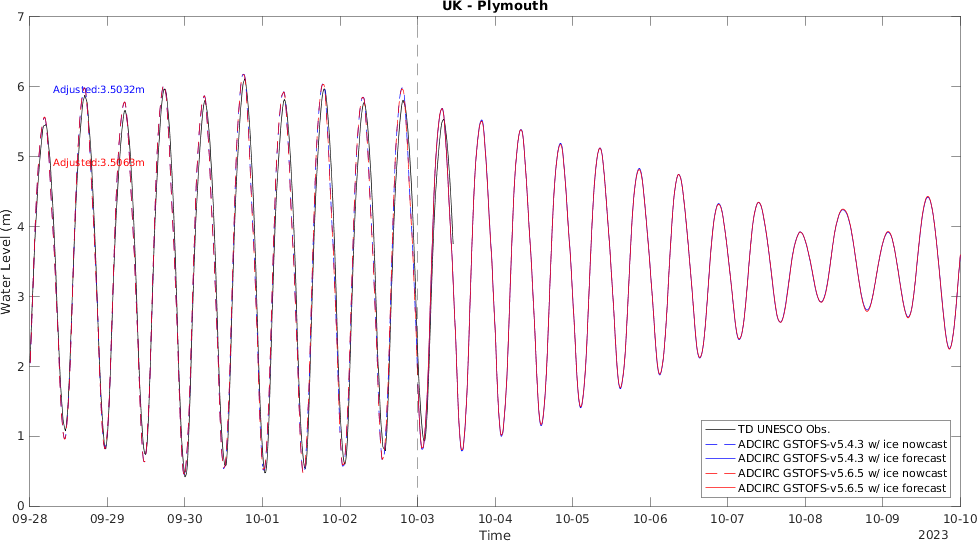 UK - Plymouth
7
6
5
4
3
2
1
0
Water Level (m)
Adjusted:3.5032m
Adjusted:3.5063m
TD UNESCO Obs.
ADCIRC GSTOFS-v5.4.3 w/ ice nowcast
ADCIRC GSTOFS-v5.4.3 w/ ice forecast
ADCIRC GSTOFS-v5.6.5 w/ ice nowcast
ADCIRC GSTOFS-v5.6.5 w/ ice forecast
09-28 09-29 09-30 10-01 10-02 10-03 10-04 10-05 10-06 10-07 10-08 10-09 10-10
Time
2023